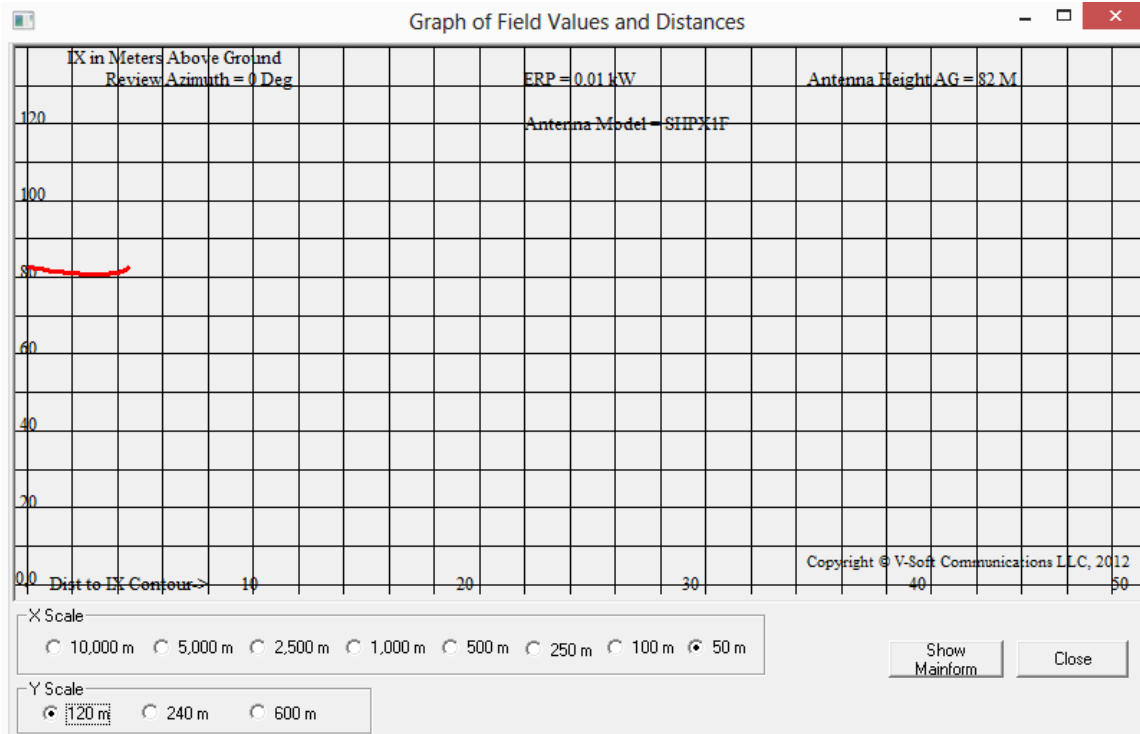 Graph of Field Values and Distances
IX in Meters Above Ground
Review Azimuth = 0 Deg
ERP = 0.01 kW
Antenna Height AG = 82 M
Antenna Model = SHPX1F
120
100
80
60
40
20
Copyright © V-Soft Communications LLC, 2012
0,0 Dist to IX Contour-> 10 20 30 40 50
X Scale
10,000 m 5,000 m 2,500 m 1,000 m 500 m 250 m 100 m 50 m
Show
Mainform
Close
Y Scale
120 m 240 m 600 m